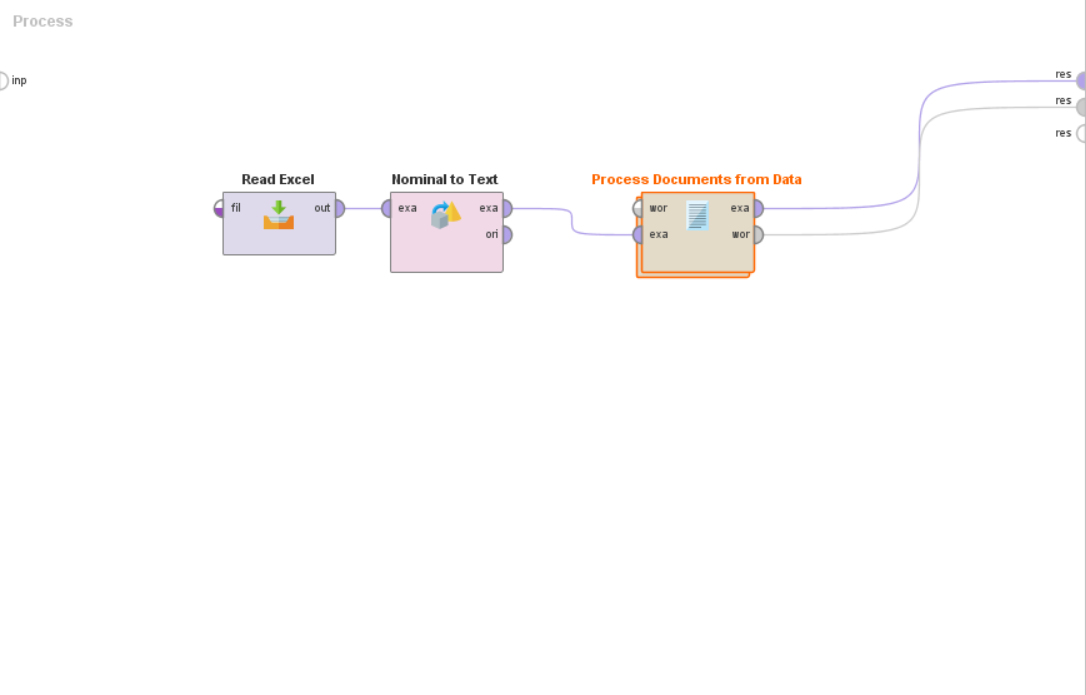 Process
inp
res
res
res
Read Excel
Nominal to Text
Process Documents from Data
fil out
exa exa
ori
wor exa
exa wor